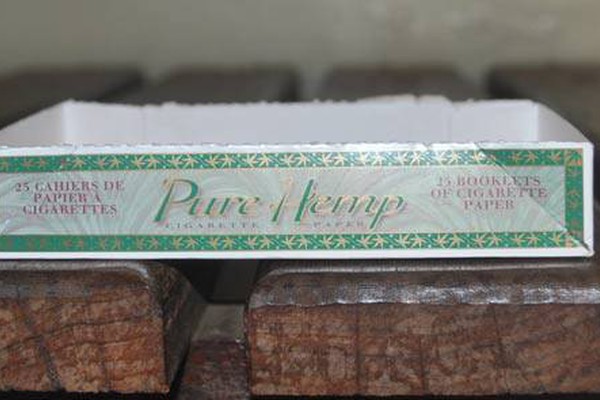 25 CAHIERS DE
PAPIER À
CIGARETTES
Pure Hemp
CIGARETTE PAPER
25 BOOKLETS
OF CIGARETTE
PAPER